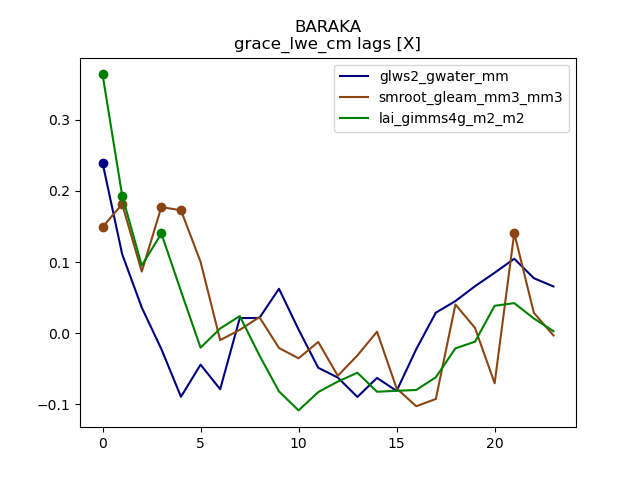 BARAKA
grace_lwe_cm lags [X]
glws2_gwater_mm
smroot_gleam_mm3_mm3
lai_gimms4g_m2_m2
0.3
0.2
0.1
0.0
−0.1
0 5 10 15 20